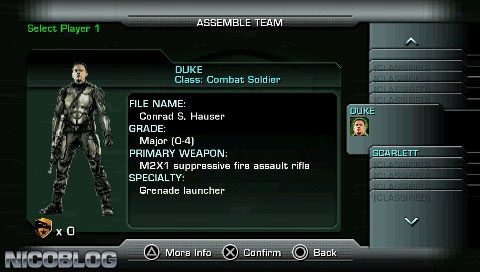 ASSEMBLE TEAM
Select Player 1
DUKE
Class: Combat Soldier
FILE NAME:
Conrad S. Hauser
GRADE:
Major (0-4)
PRIMARY WEAPON:
M2X1 suppressive fire assault rifle
SPECIALTY:
Grenade launcher
x 0
[CLASSIFIED]
[CLASSIFIED]
[CLASSIFIED]
DUKE
SCARLETT
[CLASSIFIED]
[CLASSIFIED]
[CLASSIFIED]
More Info
Confirm
Back
NICOBLOG